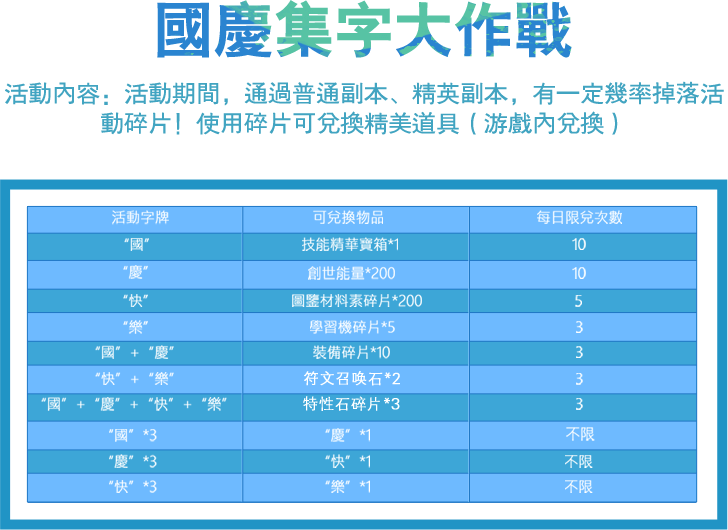 國慶集字大作戰
活動內容：活動期間，通過普通副本、精英副本，有一定幾率掉落活
動碎片！使用碎片可兌換精美道具（游戲內兌換）
活動字牌 可兌換物品 每日限兌次數
“國” 技能精華寶箱*1 10
“慶” 創世能量*200 10
“快” 圖鑒材料素碎片*200 5
“樂” 學習機碎片*5 3
“國”+“慶” 裝備碎片*10 3
“快”+“樂” 符文召喚石*2 3
“國”+“慶”+“快”+“樂” 特性石碎片*3 3
“國”*3 “慶”*1 不限
“慶”*3 “快”*1 不限
“快”*3 “樂”*1 不限